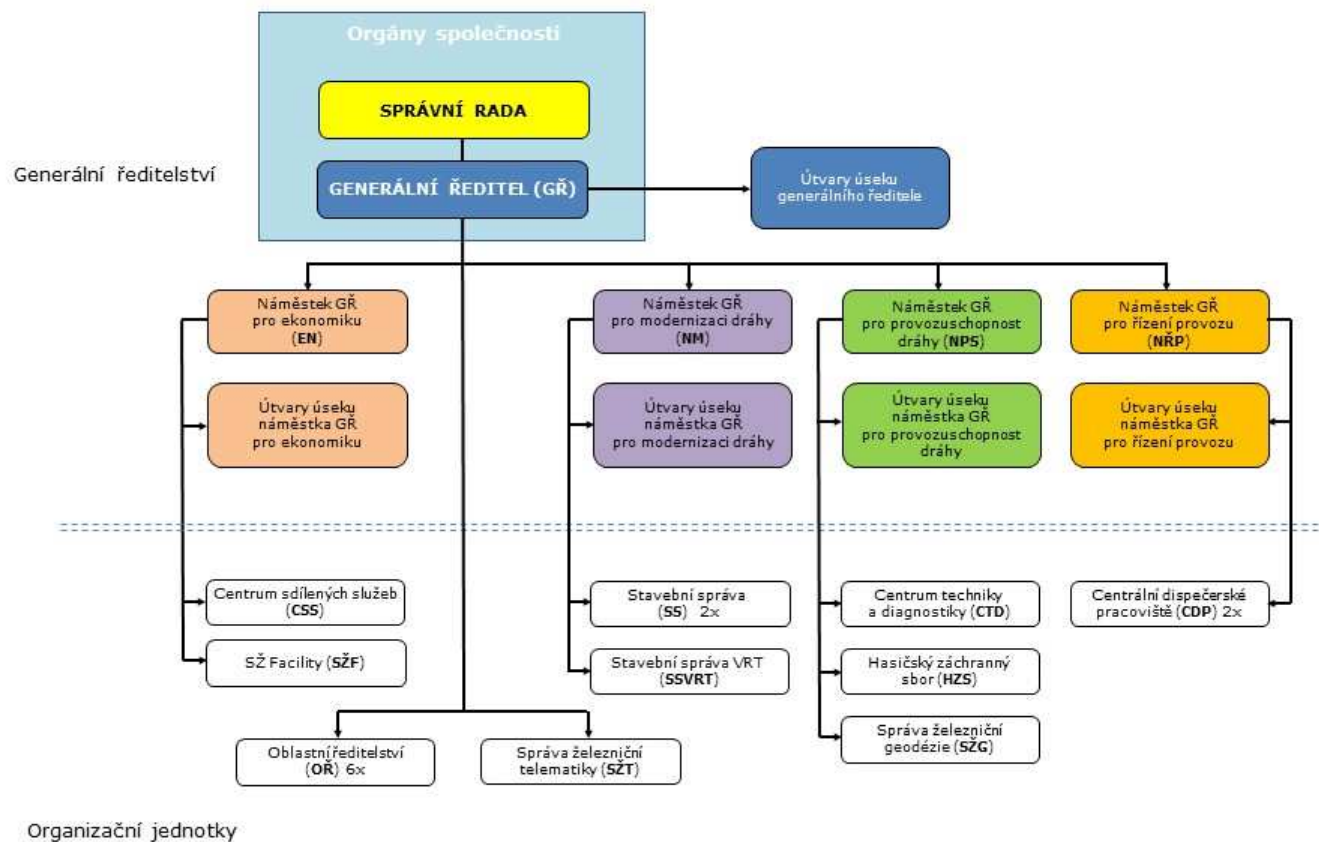 Orgány společnosti
SPRÁVNÍ RADA
Generální ředitelství
GENERÁLNÍ ŘEDITEL (GŘ)
Útvary úseku
generálního ředitele
Náměstek GŘ
pro ekonomiku
(EN)
Náměstek GŘ
pro modernizaci dráhy
(NM)
Náměstek GŘ
pro provozuschopnost
dráhy (NPS)
Náměstek GŘ
pro řízení provozu
(NŘP)
Útvary úseku
náměstka GŘ
pro ekonomiku
Útvary úseku
náměstka GŘ
pro modernizaci dráhy
Útvary úseku
náměstka GŘ
pro provozuschopnost
dráhy
Útvary úseku
náměstka GŘ
pro řízení provozu
Centrum sdílených služeb
(CSS)
Stavební správa
(SS) 2x
Centrum techniky
a diagnostiky (CTD)
Centrální dispečerské
pracoviště (CDP) 2x
SŽ Facility (SŽF)
Stavební správa VRT
(SSVRT)
Hasičský záchranný
sbor (HZS)
Oblastní ředitelství
(OŘ) 6x
Správa železniční
telematiky (SŽT)
Správa železniční
geodézie (SŽG)
Organizační jednotky